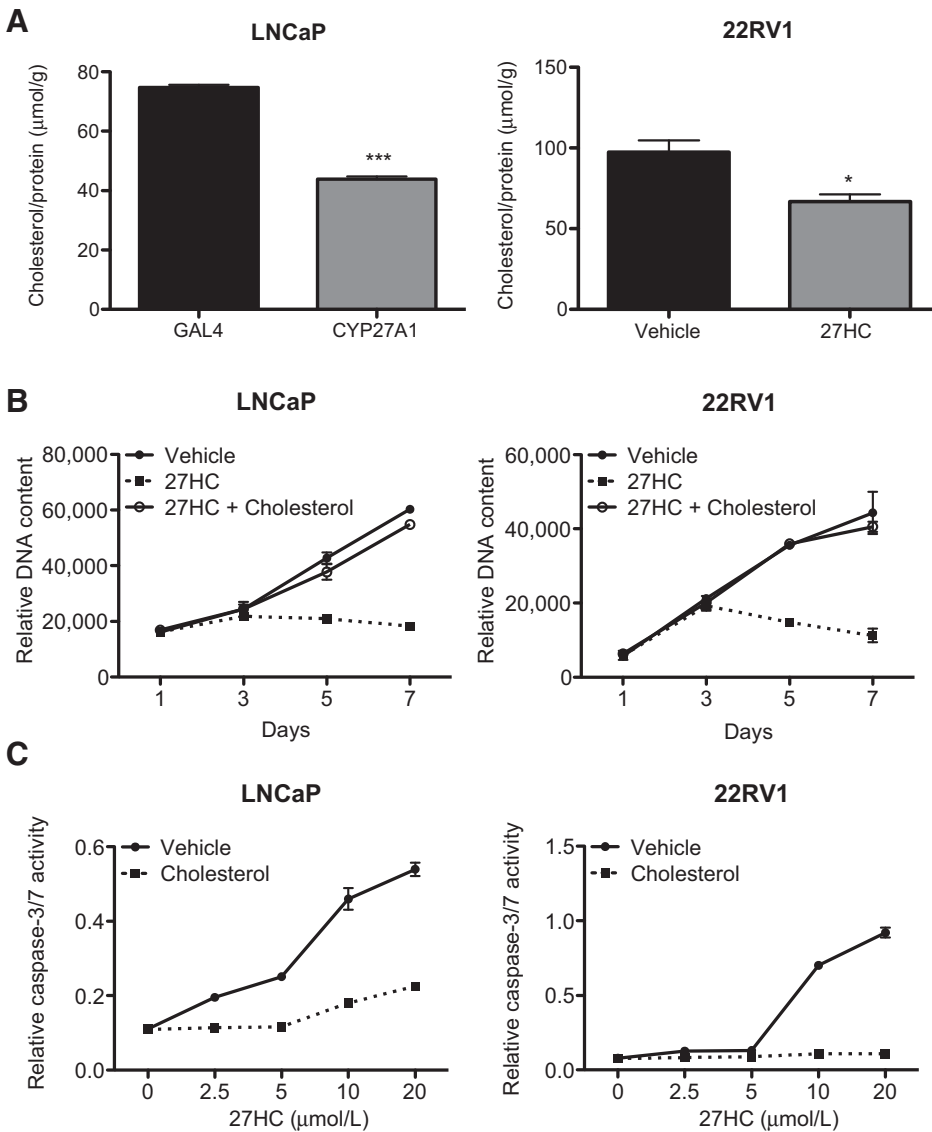 A
LNCaP
Cholesterol/protein (μmol/g)
80
60
40
20
0
***
GAL4
CYP27A1
22RV1
Cholesterol/protein (μmol/g)
150
100
50
0
*
Vehicle
27HC
B
LNCaP
Relative DNA content
80,000
60,000
40,000
20,000
0
Vehicle
27HC
27HC + Cholesterol
1 3 5 7
Days
22RV1
Relative DNA content
60,000
40,000
20,000
0
Vehicle
27HC
27HC + Cholesterol
1 3 5 7
Days
C
LNCaP
Relative caspase-3/7 activity
0.6
0.4
0.2
0.0
Vehicle
Cholesterol
0 2.5 5 10 20
27HC (μmol/L)
22RV1
Relative caspase-3/7 activity
1.5
1.0
0.5
0.0
Vehicle
Cholesterol
0 2.5 5 10 20
27HC (μmol/L)